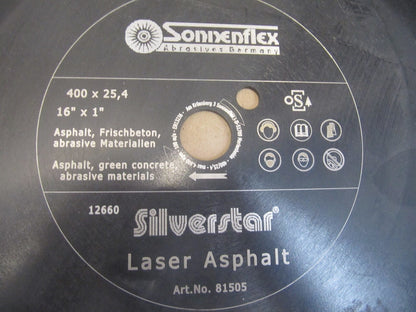 Sonnenflex
Abrasives Germany
400 x 25,4
16" x 1"
oSA
Asphalt, Frischbeton,
abrasive Materialien
Asphalt, green concrete
abrasive materials
12660
Silverstar®
Laser Asphalt
Art.No. 81505